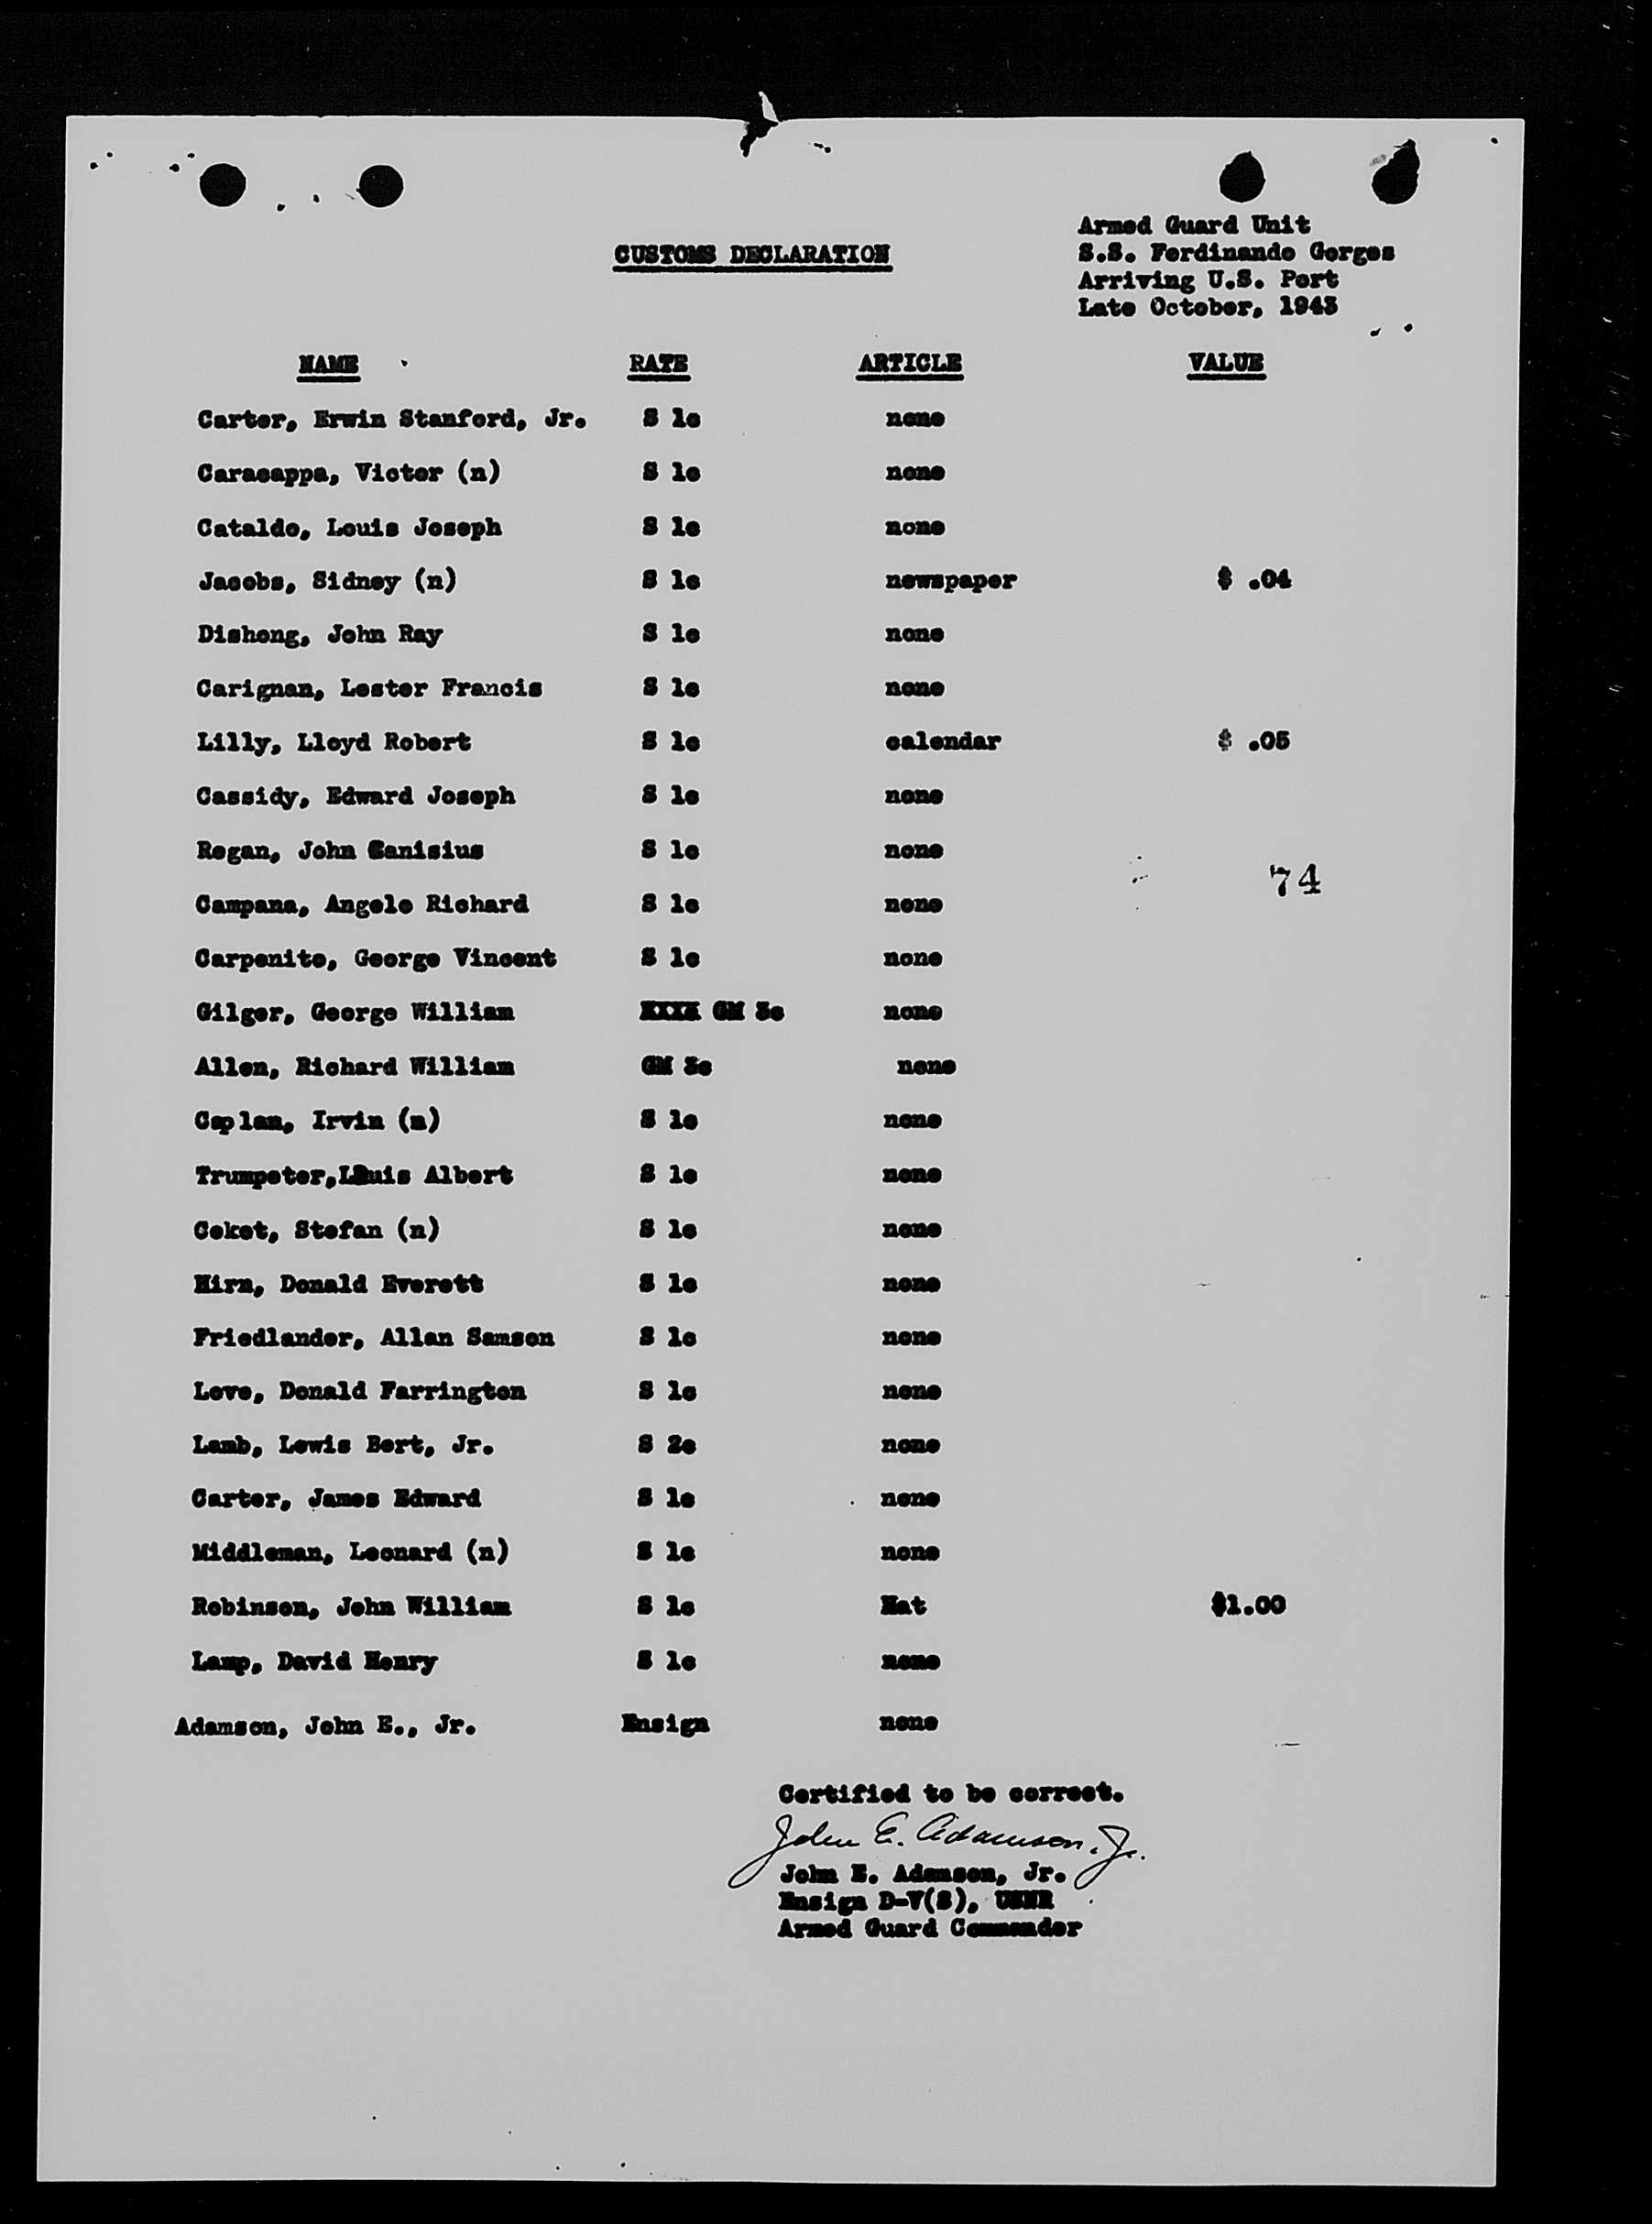 Armed Guard Unit
CUSTOMS DECLARATION
S.S. Ferdinando Gorges
Arriving U.S. Port
Late October, 1943
NAME RATE ARTICLE VALUE
Carter, Erwin Stanford, Jr. S 1c none
Caracappa, Victor (n) S 1c none
Cataldo, Louis Joseph S 1c none
Jacobs, Sidney (n) S 1c newspaper $ .04
Dishong, John Ray S 1c none
Carignan, Lester Francis S 1c none
Lilly, Lloyd Robert S 1c calendar $ .05
Cassidy, Edward Joseph S 1c none
Regan, John Canisius S 1c none
74
Campana, Angelo Richard S 1c none
Carpenito, George Vincent S 1c none
Gilger, George William XXXX GM 3c none
Allen, Richard William GM 3c none
Caplan, Irvin (n) S 1c none
Trumpeter,Louis Albert S 1c none
Coket, Stefan (n) S 1c none
Hirn, Donald Everett S 1c none
Friedlander, Allan Samson S 1c none
Love, Donald Farrington S 1c none
Lamb, Lewis Bert, Jr. S 2c none
Carter, James Edward S 1c none
Middleman, Leonard (n) S 1c none
Robinson, John William S 1c Hat $1.00
Lamp, David Henry S 1c none
Adamson, John E., Jr. Ensign none
Certified to be correct.
John E. Adamson, Jr.
John E. Adamson, Jr.
Ensign D-V(S), USNR
Armed Guard Commander